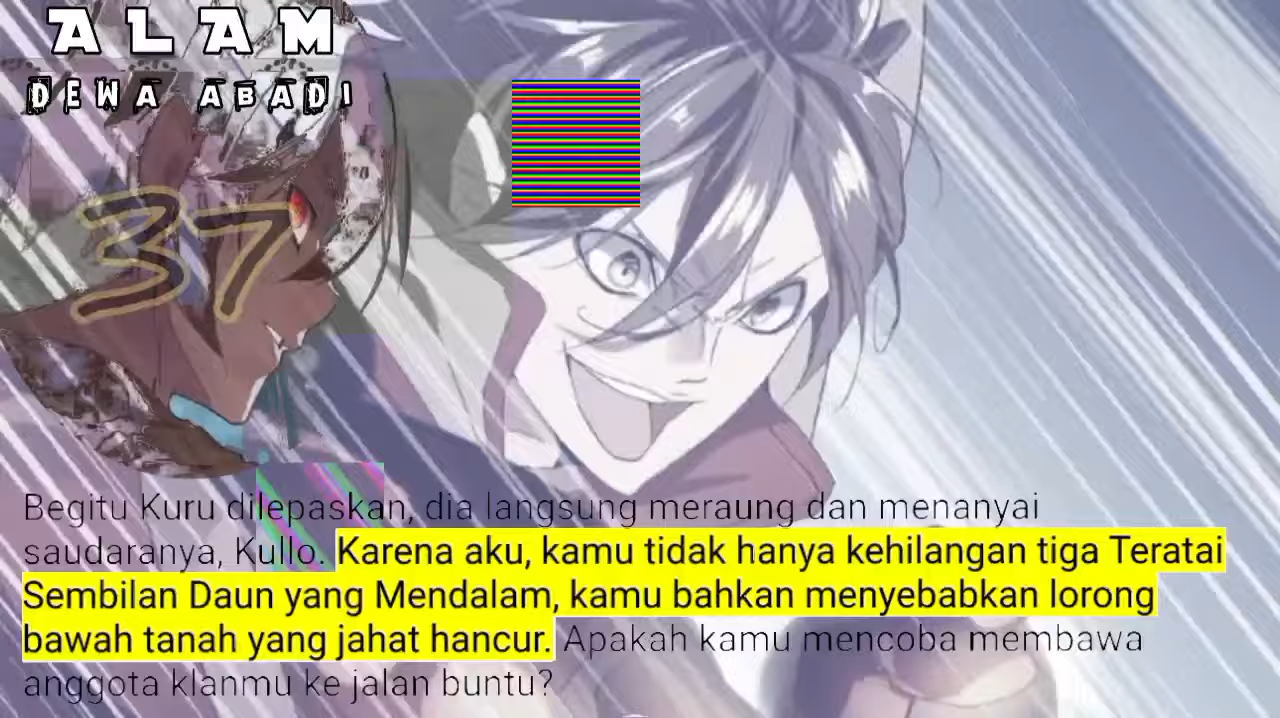 ALAM
DEWA ABADI
37
Begitu Kuru dilepaskan, dia langsung meraung dan menanyai
saudaranya, Kullo. Karena aku, kamu tidak hanya kehilangan tiga Teratai
Sembilan Daun yang Mendalam, kamu bahkan menyebabkan lorong
bawah tanah yang jahat hancur. Apakah kamu mencoba membawa
anggota klanmu ke jalan buntu?